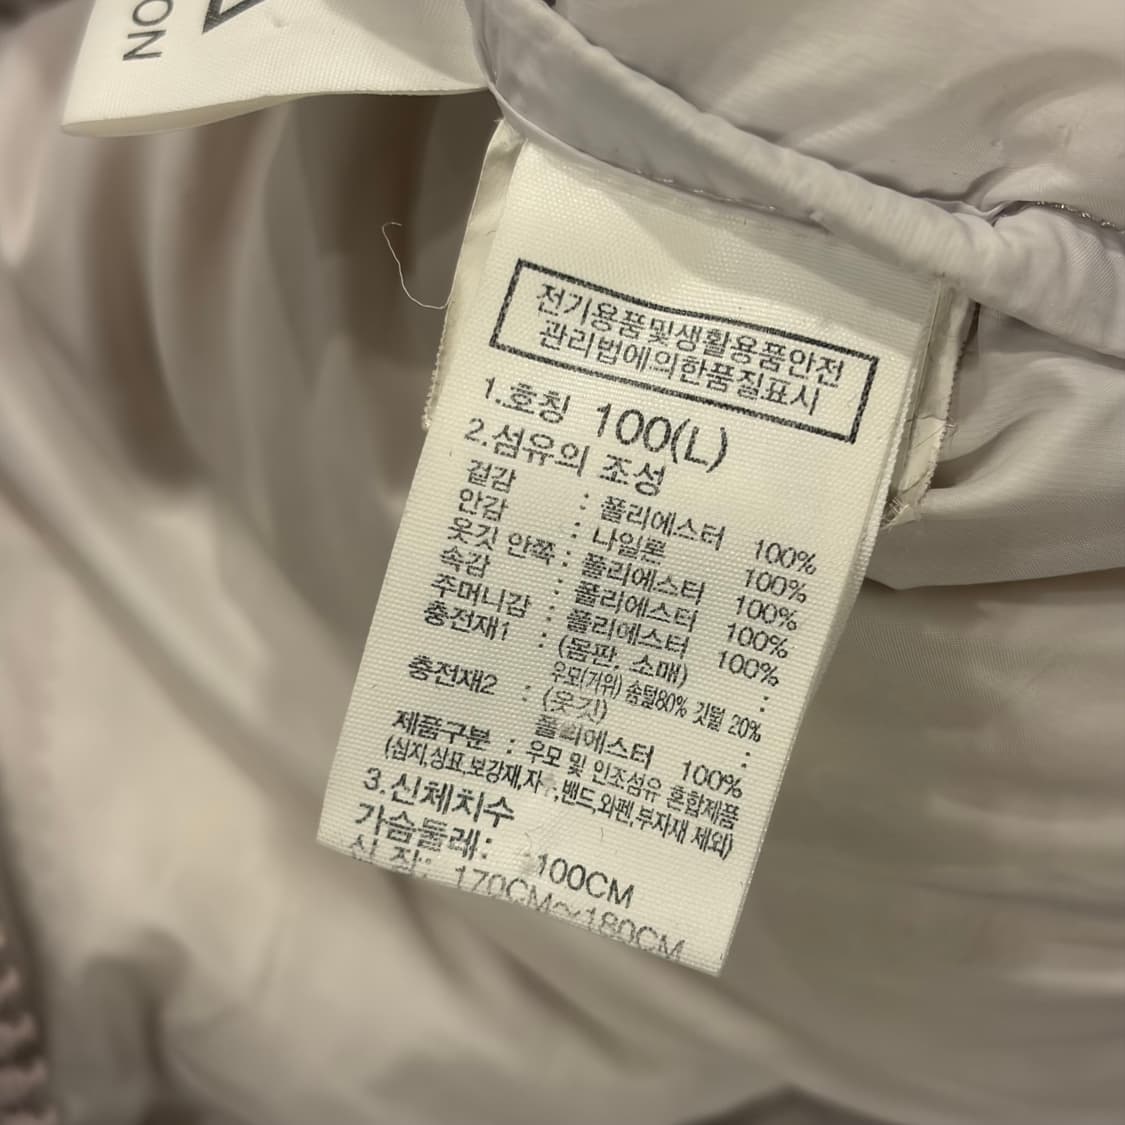 NO
전기용품및생활용품안전
관리법에의한품질표시
1.호칭 100(L)
2.섬유의 조성
겉감 : 폴리에스터 100%
안감 : 나일론 100%
옷깃 안쪽 : 폴리에스터 100%
속감 : 폴리에스터 100%
주머니감 : 폴리에스터 100%
충전재1 : (몸판, 소매) :
우모(거위) 솜털80% 깃털 20%
충전재2 : (옷깃) :
폴리에스터 100%
제품구분 : 우모 및 인조섬유 혼합제품
(심지,상표,보강재,자수,밴드,와펜,부자재 제외)
3.신체치수
가슴둘레: 100CM
신 장: 170CM~180CM